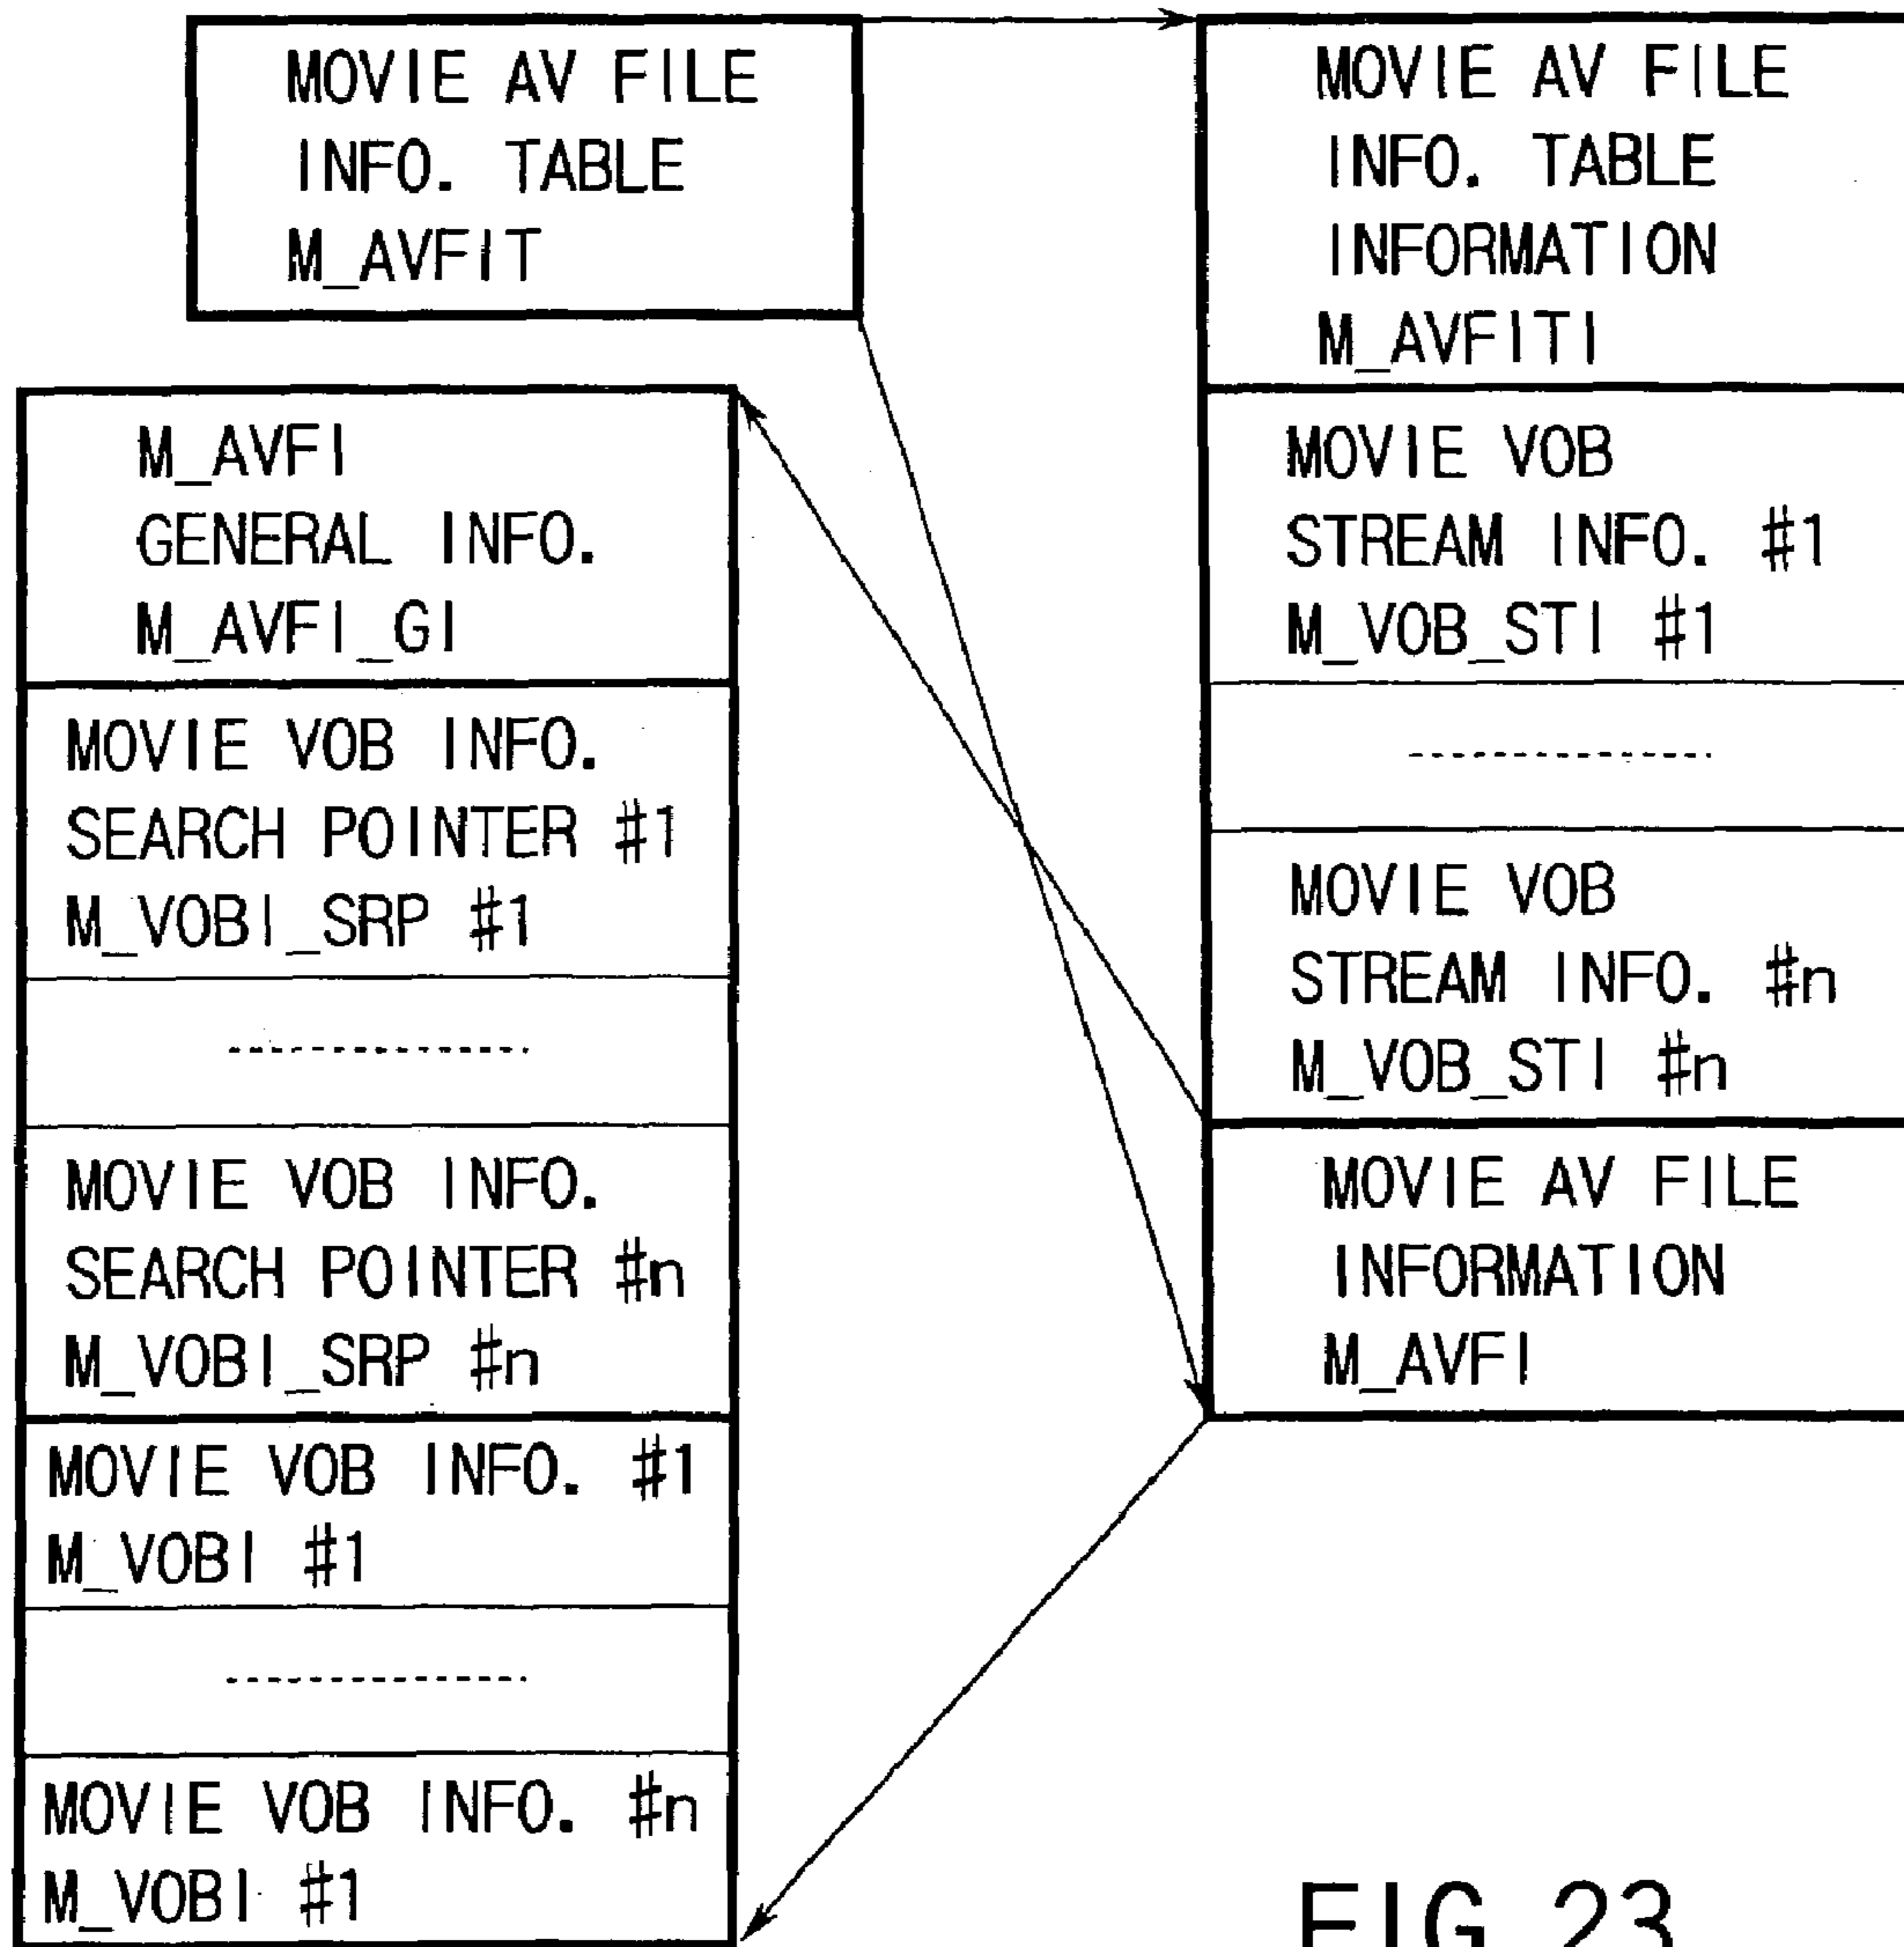 MOVIE AV FILE
INFO. TABLE
M_AVFIT
MOVIE AV FILE
INFO. TABLE
INFORMATION
M_AVFITI
MOVIE VOB
STREAM INFO. #1
M_VOB_STI #1
MOVIE VOB
STREAM INFO. #n
M_VOB_STI #n
MOVIE AV FILE
INFORMATION
M_AVFI
M_AVFI
GENERAL INFO.
M_AVFI_GI
MOVIE VOB INFO.
SEARCH POINTER #1
M_VOBI_SRP #1
MOVIE VOB INFO.
SEARCH POINTER #n
M_VOBI_SRP #n
MOVIE VOB INFO. #1
M_VOBI #1
MOVIE VOB INFO. #n
M_VOBI #1
FIG 23